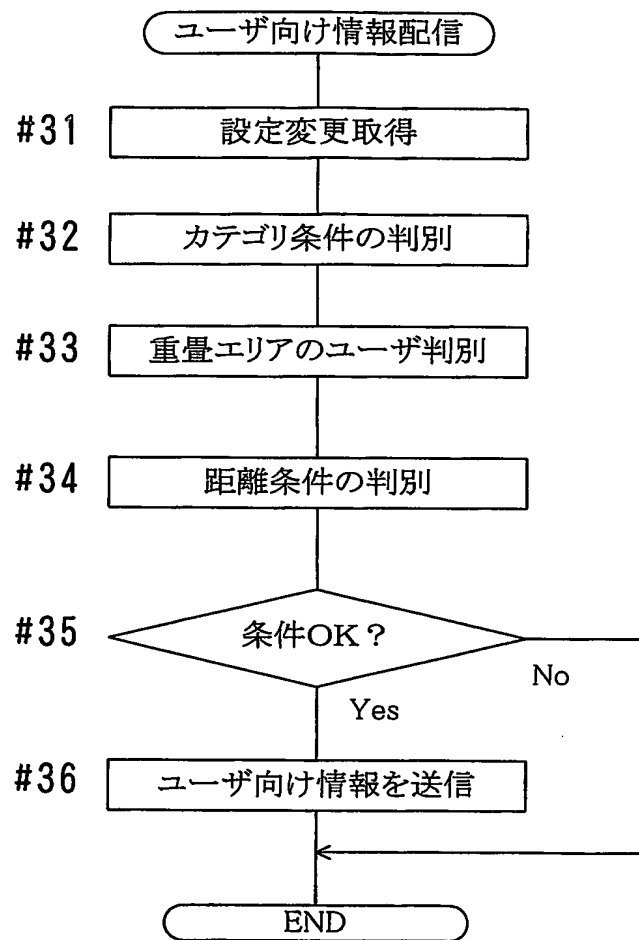 ユーザ向け情報配信
#31 設定変更取得
#32 カテゴリ条件の判別
#33 重畳エリアのユーザ判別
#34 距離条件の判別
#35 条件OK?
No
Yes
#36 ユーザ向け情報を送信
END